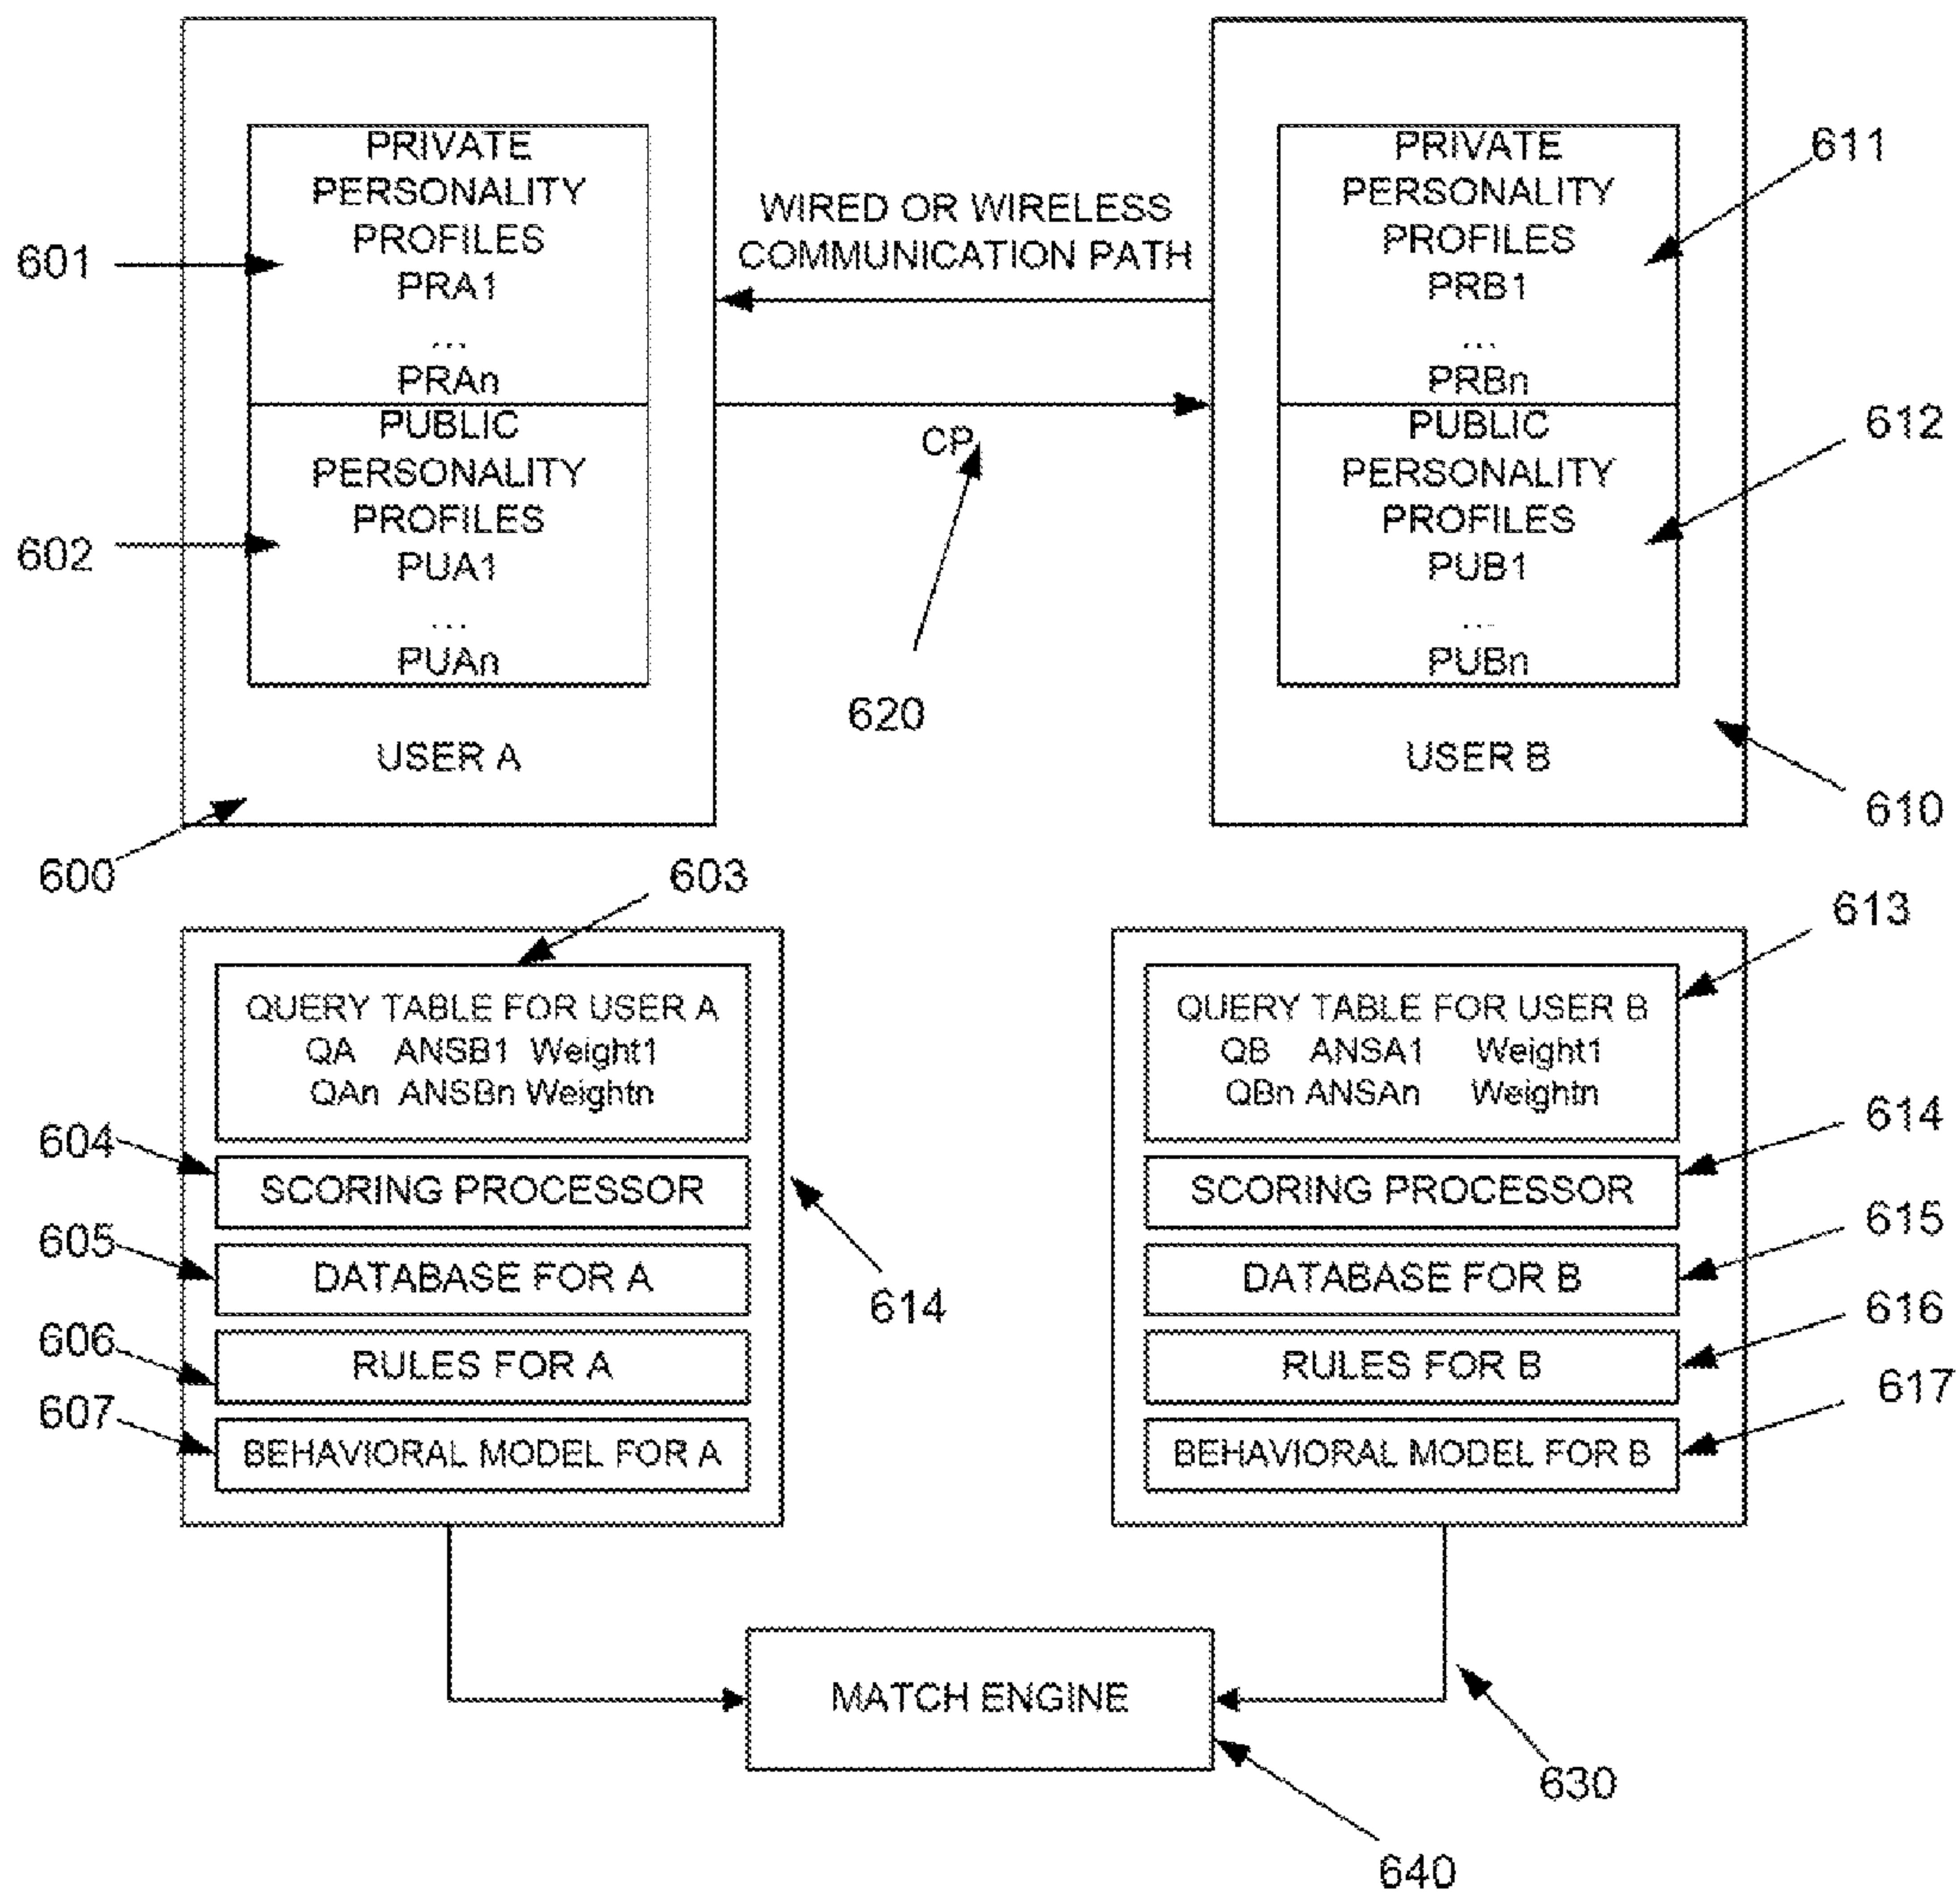 PRIVATE
PERSONALITY
PROFILES
PRA1
...
PRAn
PUBLIC
PERSONALITY
PROFILES
PUA1
...
PUAn
USER A
601
602
600
WIRED OR WIRELESS
COMMUNICATION PATH
CP
620
PRIVATE
PERSONALITY
PROFILES
PRB1
...
PRBn
PUBLIC
PERSONALITY
PROFILES
PUB1
...
PUBn
USER B
611
612
610
603
QUERY TABLE FOR USER A
QA ANSB1 Weight1
QAn ANSBn Weightn
604
SCORING PROCESSOR
605
DATABASE FOR A
606
RULES FOR A
607
BEHAVIORAL MODEL FOR A
614
613
QUERY TABLE FOR USER B
QB ANSA1 Weight1
QBn ANSAn Weightn
614
SCORING PROCESSOR
615
DATABASE FOR B
616
RULES FOR B
617
BEHAVIORAL MODEL FOR B
MATCH ENGINE
630
640